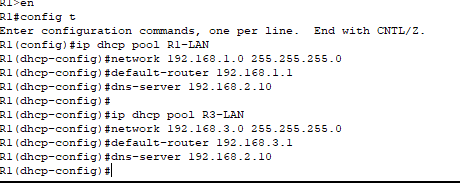 R1>en
R1#config t
Enter configuration commands, one per line.  End with CNTL/Z.
R1(config)#ip dhcp pool R1-LAN
R1(dhcp-config)#network 192.168.1.0 255.255.255.0
R1(dhcp-config)#default-router 192.168.1.1
R1(dhcp-config)#dns-server 192.168.2.10
R1(dhcp-config)#
R1(dhcp-config)#ip dhcp pool R3-LAN
R1(dhcp-config)#network 192.168.3.0 255.255.255.0
R1(dhcp-config)#default-router 192.168.3.1
R1(dhcp-config)#dns-server 192.168.2.10
R1(dhcp-config)#